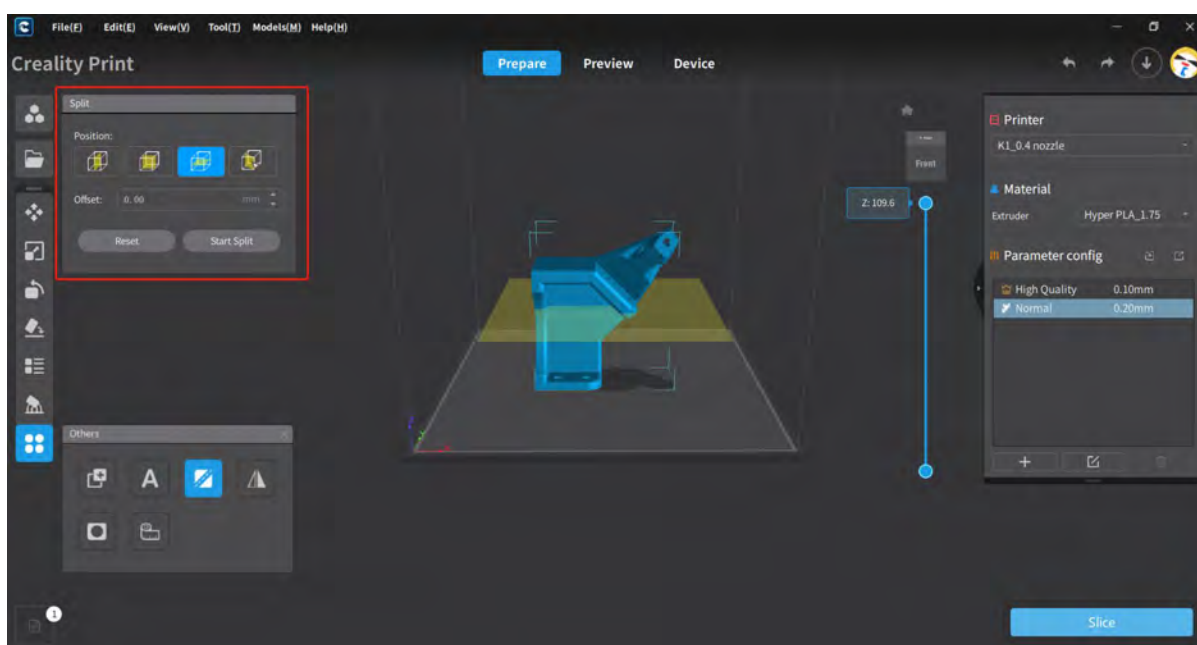 File(F) Edit(E) View(V) Tool(T) Models(M) Help(H)
Creality Print
Prepare Preview Device
Split
Position:
Offset: 0.00 mm
Reset Start Split
Front
Z: 109.6
Printer
K1_0.4 nozzle
Material
Extruder Hyper PLA_1.75
Parameter config
High Quality 0.10mm
Normal 0.20mm
Others
A
1
Slice